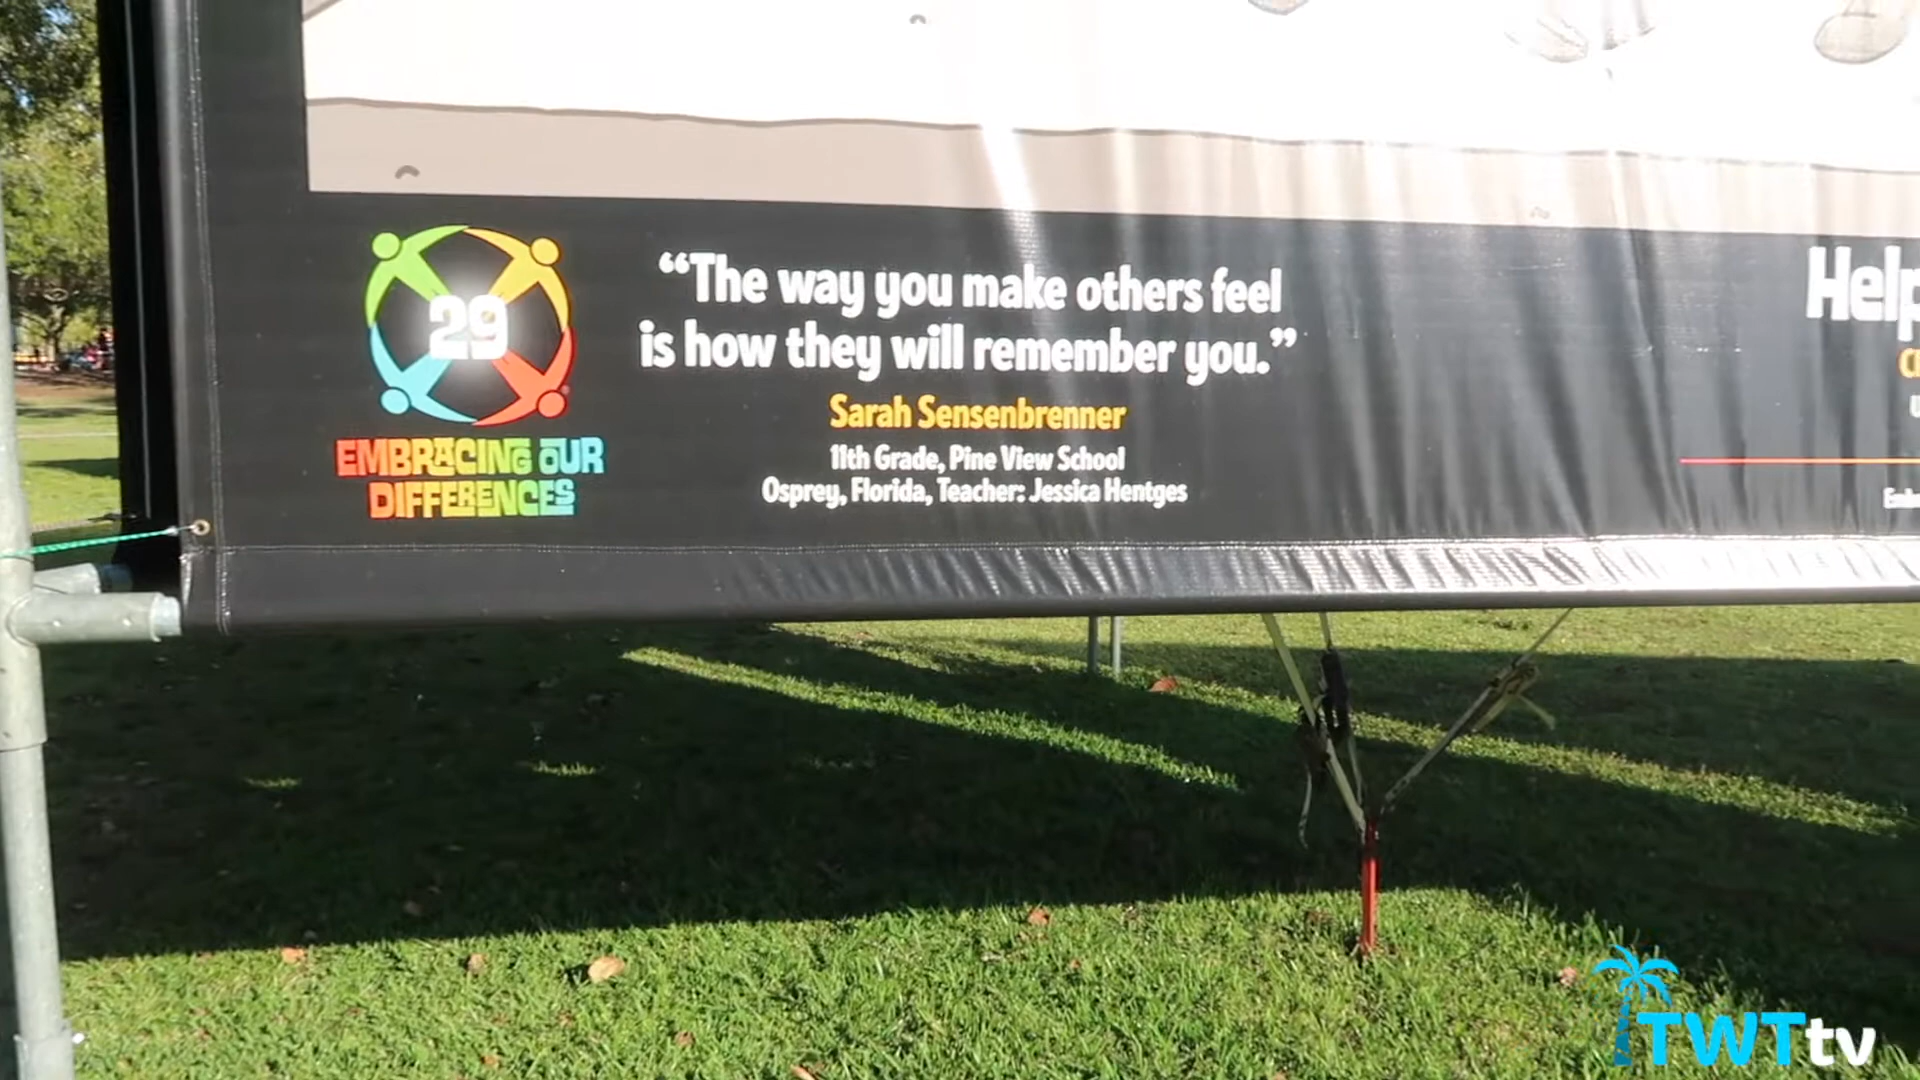 29
EMBRACING OUR
DIFFERENCES
“The way you make others feel
is how they will remember you.”
Sarah Sensenbrenner
11th Grade, Pine View School
Osprey, Florida, Teacher: Jessica Hentges
TWTtv